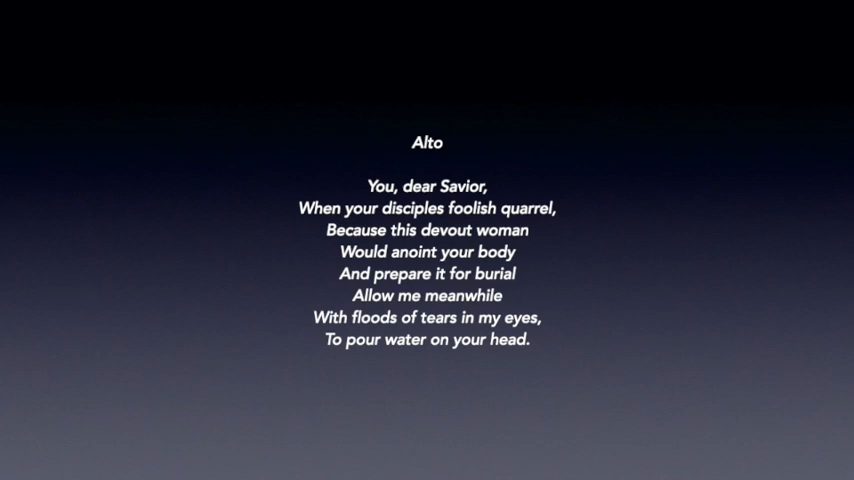 Alto
You, dear Savior,
When your disciples foolish quarrel,
Because this devout woman
Would anoint your body
And prepare it for burial
Allow me meanwhile
With floods of tears in my eyes,
To pour water on your head.